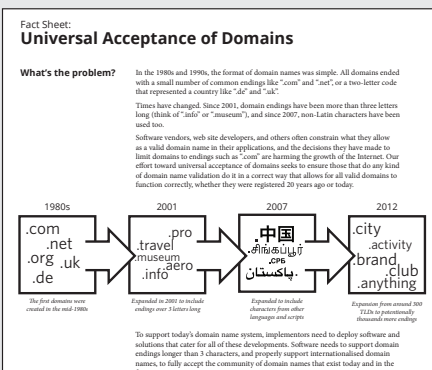 Fact Sheet:
Universal Acceptance of Domains
What's the problem?
In the 1980s and 1990s, the format of domain names was simple. All domains ended
with a small number of common endings like ".com" and ".net", or a two-letter code
that represented a country like ".de" and ".uk".
Times have changed. Since 2001, domain endings have been more than three letters
long (think of ".info" or ".museum"), and since 2007, non-Latin characters have been
used too.
Software vendors, web site developers, and others often constrain what they allow
as a valid domain name in their applications, and the decisions they have made to
limit domains to endings such as ".com" are harming the growth of the Internet. Our
effort toward universal acceptance of domains seeks to ensure that those do any kind
of domain name validation do it in a correct way that allows for all valid domains to
function correctly, whether they were registered 20 years ago or today.
1980s
.com
.net
.org
.uk
.de
The first domains were
created in the mid-1980s
2001
.pro
.travel
.museum
.info
.aero
Expanded in 2001 to include
endings over 3 letters long
2007
.中国
.சிங்கப்பூர்
.СРБ
.پاکستان
Expanded to include
characters from other
languages and scripts
2012
.city
.activity
.brand
.club
.anything
Expansion from around 300
TLDs to potentially
thousands more endings
To support today's domain name system, implementors need to deploy software and
solutions that cater for all of these developments. Software needs to support domain
endings longer than 3 characters, and properly support internationalised domain
names, to fully accept the community of domain names that exist today and in the